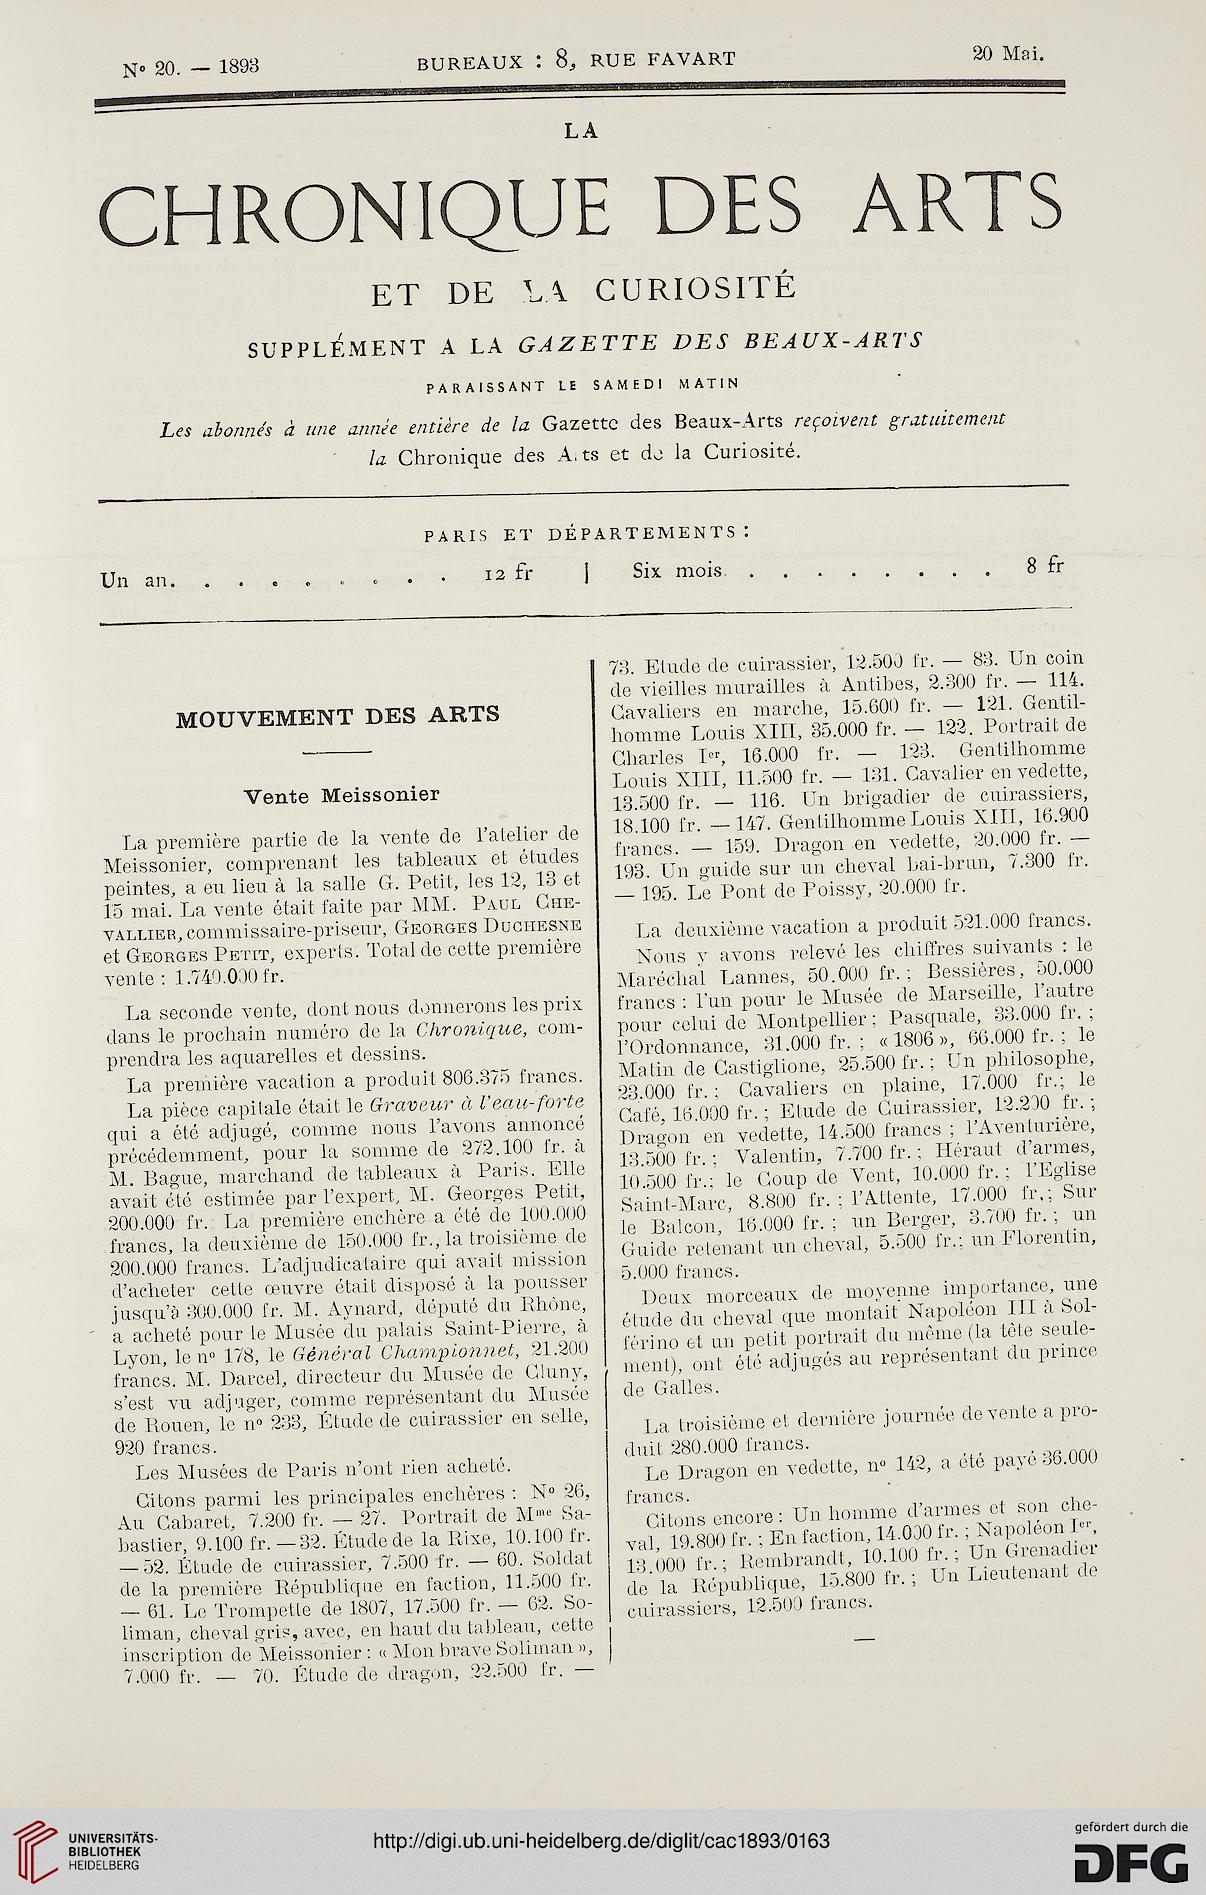 N° 20. — 1893
BUREAUX : 8, RUE FAVART
20 Mai.
LA
CHRONIQUE DES ARTS
ET DE LA CURIOSITÉ
SUPPLÉMENT A LA GAZETTE DES BEAUX-ARTS
PARAISSANT LE SAMEDI MATIN
Les abonnés à une année entière de la Gazette des Beaux-Arts reçoivent gratuitement
la Chronique des Arts et de la Curiosité.
PARIS ET DÉPARTEMENTS :
Un an. . . . . . . . . 12 fr | Six mois. . . . . . . . . 8 fr
MOUVEMENT DES ARTS
Vente Meissonier
La première partie de la vente de l'atelier de
Meissonier, comprenant les tableaux et études
peintes, a eu lieu à la salle G. Petit, les 12, 13 et
15 mai. La vente était faite par MM. PAUL CHE-
VALLIER, commissaire-priseur, GEORGES DUCHESNE
et GEORGES PETIT, experts. Total de cette première
vente : 1.749.000 fr.
La seconde vente, dont nous donnerons les prix
dans le prochain numéro de la Chronique, com-
prendra les aquarelles et dessins.
La première vacation a produit 806.375 francs.
La pièce capitale était le Graveur à l'eau-forte
qui a été adjugé, comme nous l'avons annoncé
précédemment, pour la somme de 272.100 fr. à
M. Bague, marchand de tableaux à Paris. Elle
avait été estimée par l'expert, M. Georges Petit,
200.000 fr. La première enchère a été de 100.000
francs, la deuxième de 150.000 fr., la troisième de
200.000 francs. L'adjudicataire qui avait mission
d'acheter cette œuvre était disposé à la pousser
jusqu'à 300.000 fr. M. Aynard, député du Rhône,
a acheté pour le Musée du palais Saint-Pierre, à
Lyon, le n° 178, le Général Championnet, 21.200
francs. M. Darcel, directeur du Musée de Cluny,
s'est vu adjuger, comme représentant du Musée
de Rouen, le n° 233, Étude de cuirassier en selle,
920 francs.
Les Musées de Paris n'ont rien acheté.
Citons parmi les principales enchères : N° 26,
Au Cabaret, 7.200 fr. — 27. Portrait de Mme Sa-
bastier, 9.100 fr. — 32. Étude de la Rixe, 10.100 fr.
— 52. Étude de cuirassier, 7.500 fr. — 60. Soldat
de la première République en faction, 11.500 fr.
— 61. Le Trompette de 1807, 17.500 fr. — 62. So-
liman, cheval gris, avec, en haut du tableau, cette
inscription de Meissonier : « Mon brave Soliman »,
7.000 fr. — 70. Étude de dragon, 22.500 fr. —
73. Etude de cuirassier, 12.500 fr. — 83. Un coin
de vieilles murailles à Antibes, 2.300 fr. — 114.
Cavaliers en marche, 15.600 fr. — 121. Gentil-
homme Louis XIII, 35.000 fr. — 122. Portrait de
Charles Ier, 16.000 fr. — 123. Gentilhomme
Louis XIII, 11.500 fr. — 131. Cavalier en vedette,
13.500 fr. — 116. Un brigadier de cuirassiers,
18.100 fr. — 147. Gentilhomme Louis XIII, 16.900
francs. — 159. Dragon en vedette, 20.000 fr. —
193. Un guide sur un cheval bai-brun, 7.300 fr.
— 195. Le Pont de Poissy, 20.000 fr.
La deuxième vacation a produit 521.000 francs.
Nous y avons relevé les chiffres suivants : le
Maréchal Lannes, 50.000 fr. ; Bessières, 50.000
francs : l'un pour le Musée de Marseille, l'autre
pour celui de Montpellier ; Pasquale, 33.000 fr. ;
l'Ordonnance, 31.000 fr. ; « 1806 », 66.000 fr. ; le
Matin de Castiglione, 25.500 fr. ; Un philosophe,
23.000 fr. ; Cavaliers en plaine, 17.000 fr. ; le
Café, 16.000 fr. ; Etude de Cuirassier, 12.200 fr. ;
Dragon en vedette, 14.500 francs ; l'Aventurière,
13.500 fr. ; Valentin, 7.700 fr. ; Héraut d'armes,
10.500 fr. ; le Coup de Vent, 10.000 fr. ; l'Eglise
Saint-Marc, 8.800 fr. ; l'Attente, 17.000 fr. ; Sur
le Balcon, 16.000 fr. ; un Berger, 3.700 fr. ; un
Guide retenant un cheval, 5.500 fr. ; un Florentin,
5.000 francs.
Deux morceaux de moyenne importance, une
étude du cheval que montait Napoléon III à Sol-
férino et un petit portrait du même (la tête seule-
ment), ont été adjugés au représentant du prince
de Galles.
La troisième et dernière journée de vente a pro-
duit 280.000 francs.
Le Dragon en vedette, n° 142, a été payé 36.000
francs.
Citons encore : Un homme d'armes et son che-
val, 19.800 fr. ; En faction, 14.000 fr. ; Napoléon Ier,
13.000 fr. ; Rembrandt, 10.100 fr. ; Un Grenadier
de la République, 15.800 fr. ; Un Lieutenant de
cuirassiers, 12.500 francs.
UNIVERSITÄTS-
BIBLIOTHEK
HEIDELBERG
http://digi.ub.uni-heidelberg.de/diglit/cac1893/0163
gefördert durch die
DFG